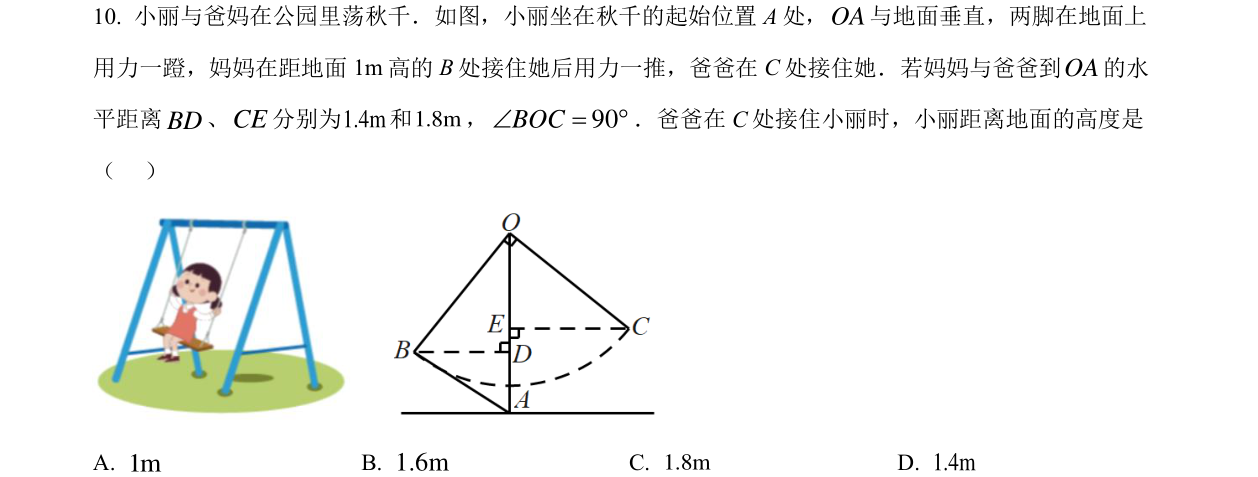 10. 小丽与爸妈在公园里荡秋千．如图，小丽坐在秋千的起始位置 A 处，OA 与地面垂直，两脚在地面上
用力一蹬，妈妈在距地面 1m 高的 B 处接住她后用力一推，爸爸在 C 处接住她．若妈妈与爸爸到 OA 的水
平距离 BD、CE 分别为1.4m和1.8m，∠BOC = 90°．爸爸在 C 处接住小丽时，小丽距离地面的高度是
（ ）
O
E
C
B
D
A
A. 1m B. 1.6m C. 1.8m D. 1.4m